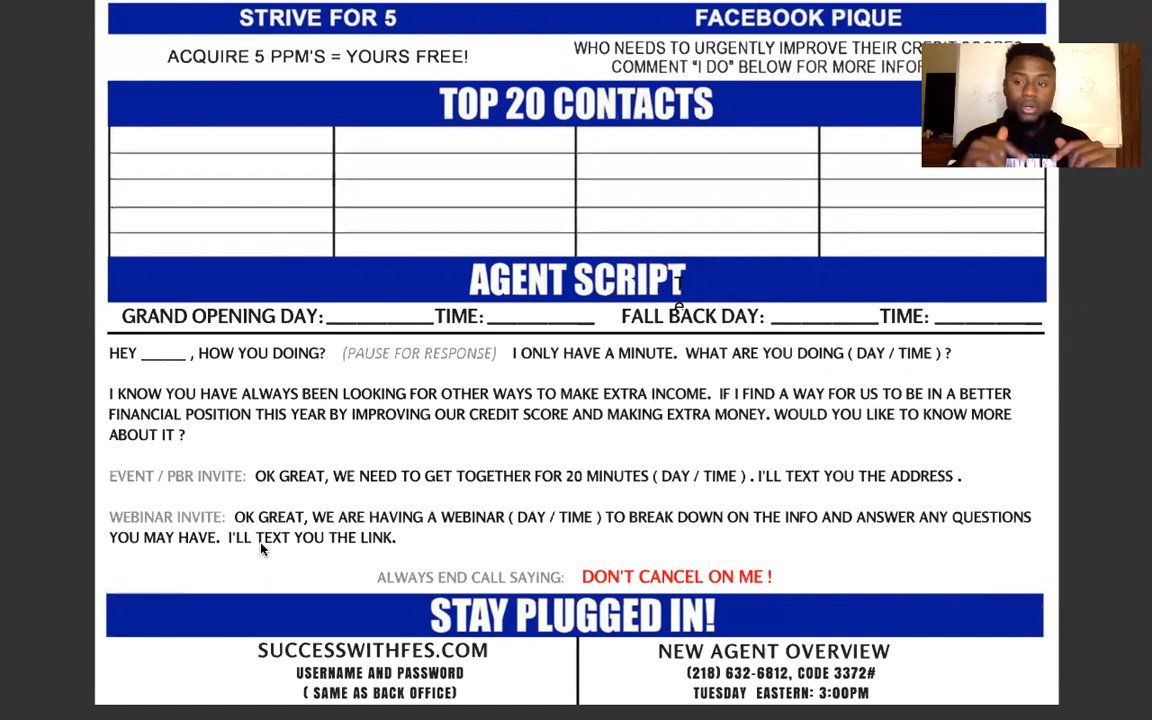 STRIVE FOR 5
FACEBOOK PIQUE
ACQUIRE 5 PPM'S = YOURS FREE!
WHO NEEDS TO URGENTLY IMPROVE THEIR
COMMENT "I DO" BELOW FOR MORE
TOP 20 CONTACTS
AGENT SCRIPT
Te
GRAND OPENING DAY:__________TIME: __________ FALL BACK DAY: __________TIME: __________
HEY _____ , HOW YOU DOING? (PAUSE FOR RESPONSE) I ONLY HAVE A MINUTE. WHAT ARE YOU DOING ( DAY / TIME ) ?
I KNOW YOU HAVE ALWAYS BEEN LOOKING FOR OTHER WAYS TO MAKE EXTRA INCOME. IF I FIND A WAY FOR US TO BE IN A BETTER
FINANCIAL POSITION THIS YEAR BY IMPROVING OUR CREDIT SCORE AND MAKING EXTRA MONEY. WOULD YOU LIKE TO KNOW MORE
ABOUT IT ?
EVENT / PBR INVITE: OK GREAT, WE NEED TO GET TOGETHER FOR 20 MINUTES ( DAY / TIME ) . I'LL TEXT YOU THE ADDRESS .
WEBINAR INVITE: OK GREAT, WE ARE HAVING A WEBINAR ( DAY / TIME ) TO BREAK DOWN ON THE INFO AND ANSWER ANY QUESTIONS
YOU MAY HAVE. I'LL TEXT YOU THE LINK.
ALWAYS END CALL SAYING: DON'T CANCEL ON ME !
STAY PLUGGED IN!
SUCCESSWITHFES.COM
USERNAME AND PASSWORD
( SAME AS BACK OFFICE)
NEW AGENT OVERVIEW
(218) 632-6812, CODE 3372#
TUESDAY EASTERN: 3:00PM